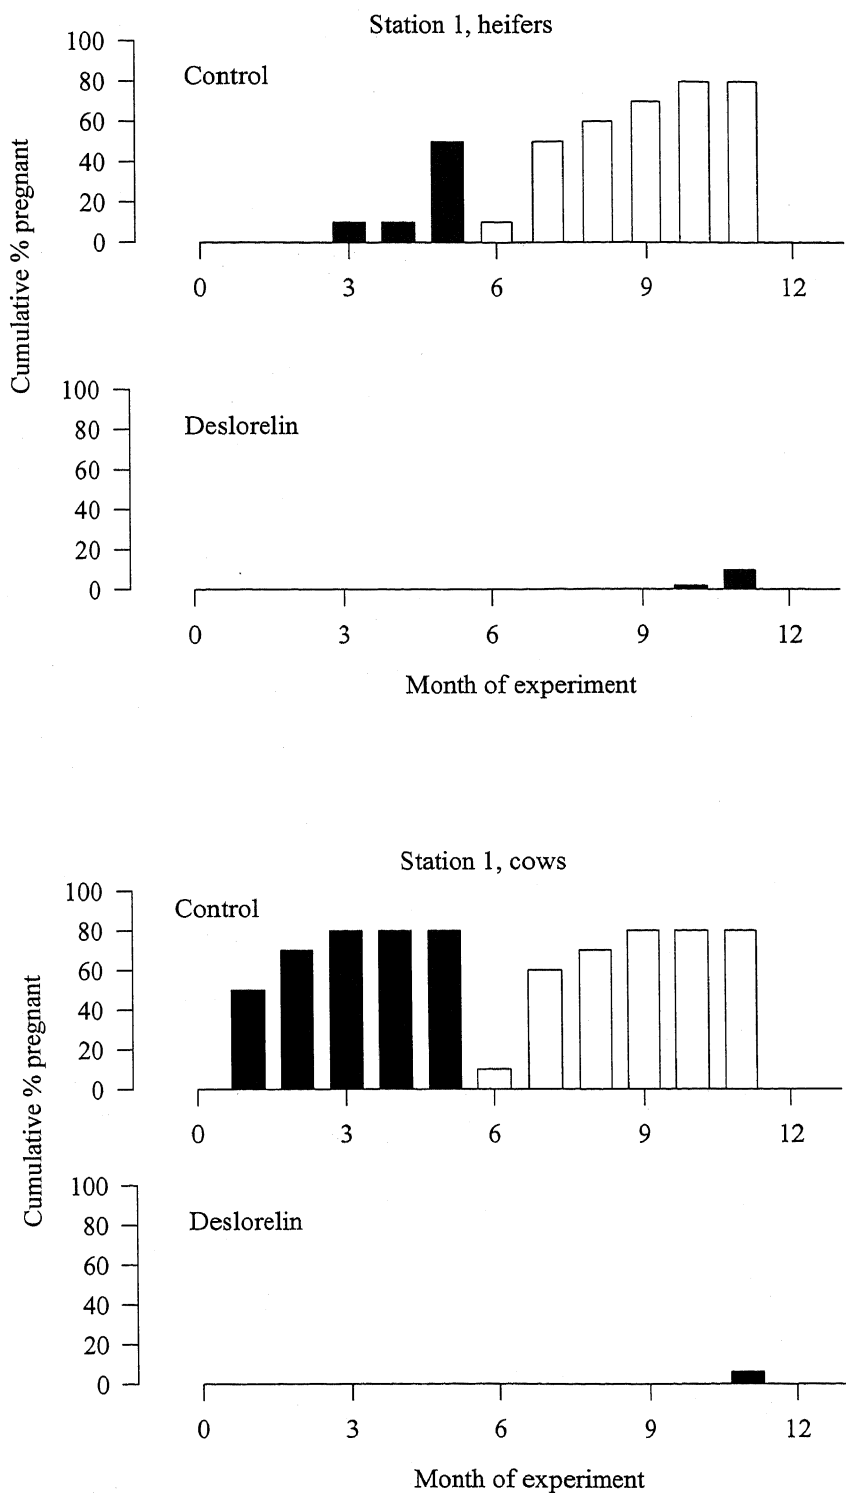 Station 1, heifers
Cumulative % pregnant
100
80
60
40
20
0
Control
0 3 6 9 12
100
80
60
40
20
0
Deslorelin
0 3 6 9 12
Month of experiment
Station 1, cows
Cumulative % pregnant
100
80
60
40
20
0
Control
0 3 6 9 12
100
80
60
40
20
0
Deslorelin
0 3 6 9 12
Month of experiment